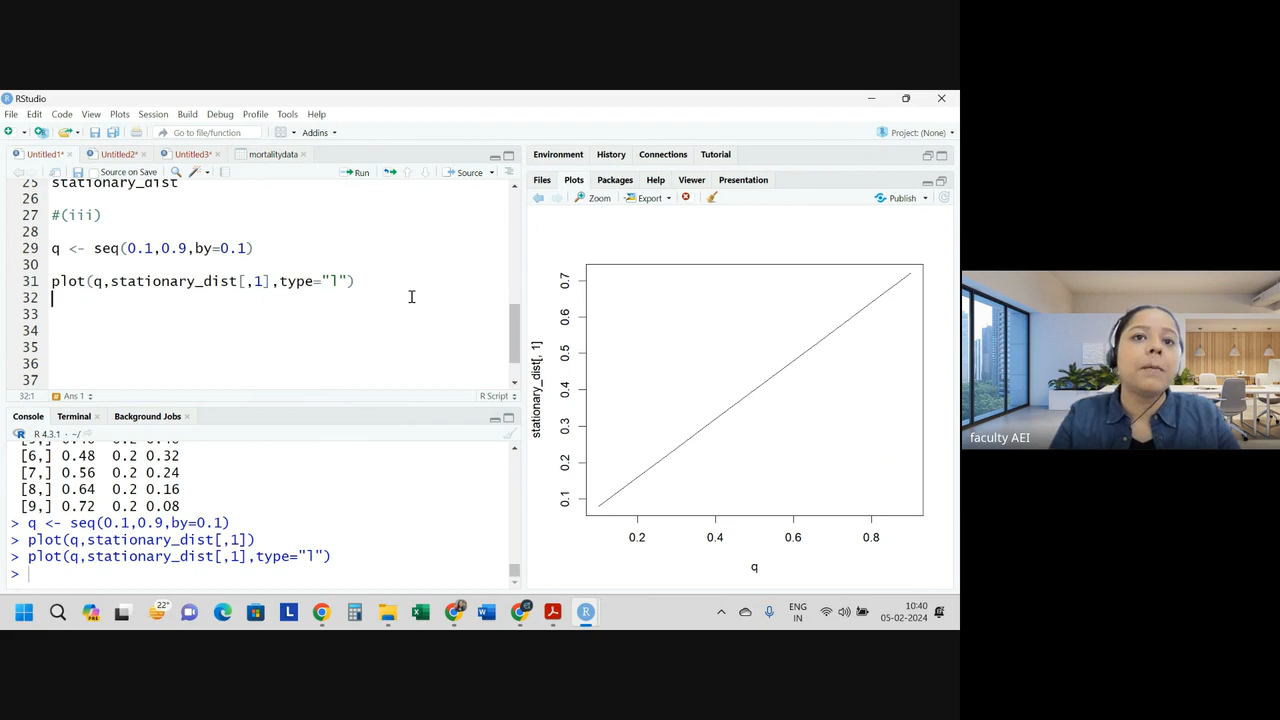 RStudio
File Edit Code View Plots Session Build Debug Profile Tools Help
Go to file/function Addins Project: (None)
Untitled1* Untitled2* Untitled3* mortalitydata
Source on Save Run Source
25 stationary_dist
26
27 #(iii)
28
29 q <- seq(0.1,0.9,by=0.1)
30
31 plot(q,stationary_dist[,1],type="l")
32
33
34
35
36
37
32:1 Ans 1 R Script
Console Terminal Background Jobs
R 4.3.1 · ~/
[6,] 0.48 0.2 0.32
[7,] 0.56 0.2 0.24
[8,] 0.64 0.2 0.16
[9,] 0.72 0.2 0.08
> q <- seq(0.1,0.9,by=0.1)
> plot(q,stationary_dist[,1])
> plot(q,stationary_dist[,1],type="l")
>
Environment History Connections Tutorial
Files Plots Packages Help Viewer Presentation
Zoom Export Publish
stationary_dist[, 1]
0.7
0.6
0.5
0.4
0.3
0.2
0.1
0.2 0.4 0.6 0.8
q
faculty AEI
22°
ENG
IN
10:40
05-02-2024